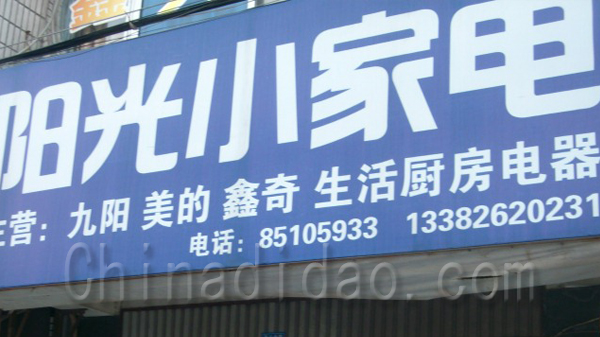 阳光小家电
主营：九阳 美的 鑫奇 生活厨房电器
电话：85105933 13382620231
Chinadidao.com